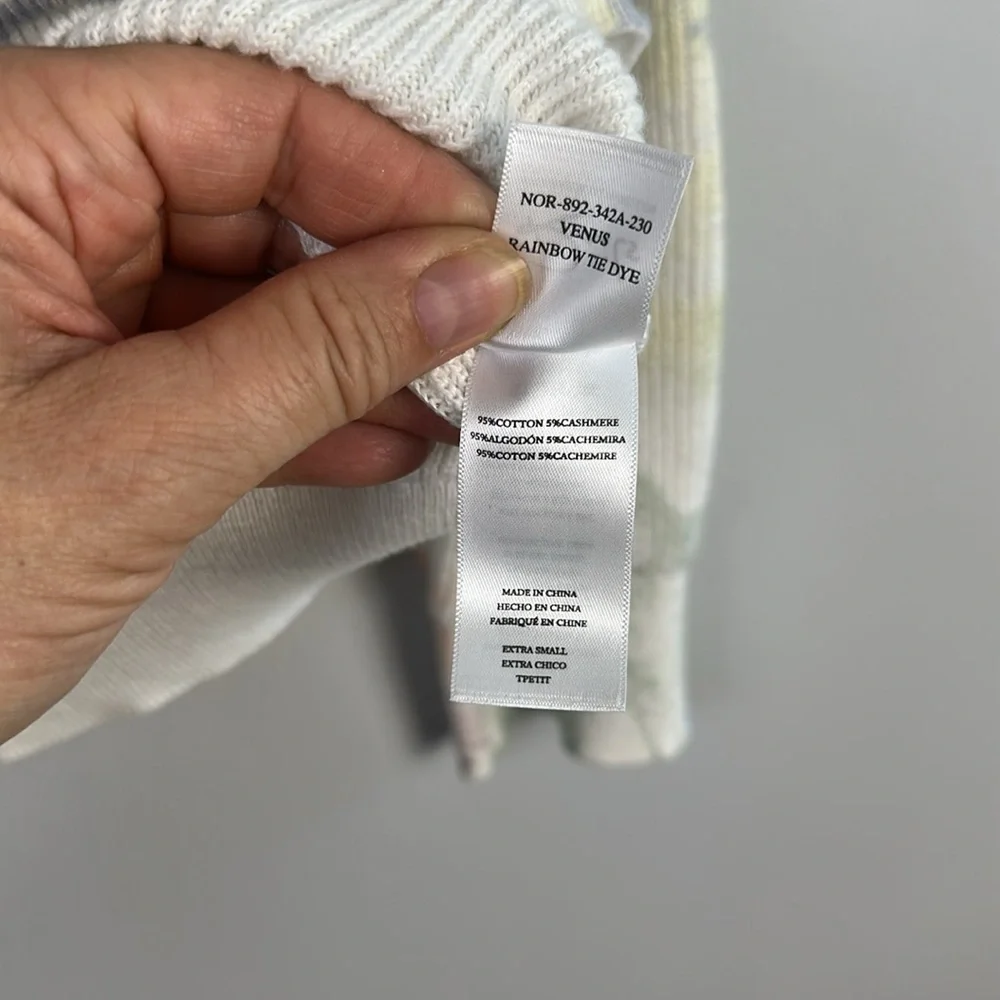 NOR-892-342A-230
VENUS
RAINBOW TIE DYE
95%COTTON 5%CASHMERE
95%ALGODÓN 5%CACHEMIRA
95%COTON 5%CACHEMIRE
MADE IN CHINA
HECHO EN CHINA
FABRIQUÉ EN CHINE
EXTRA SMALL
EXTRA CHICO
TPETIT